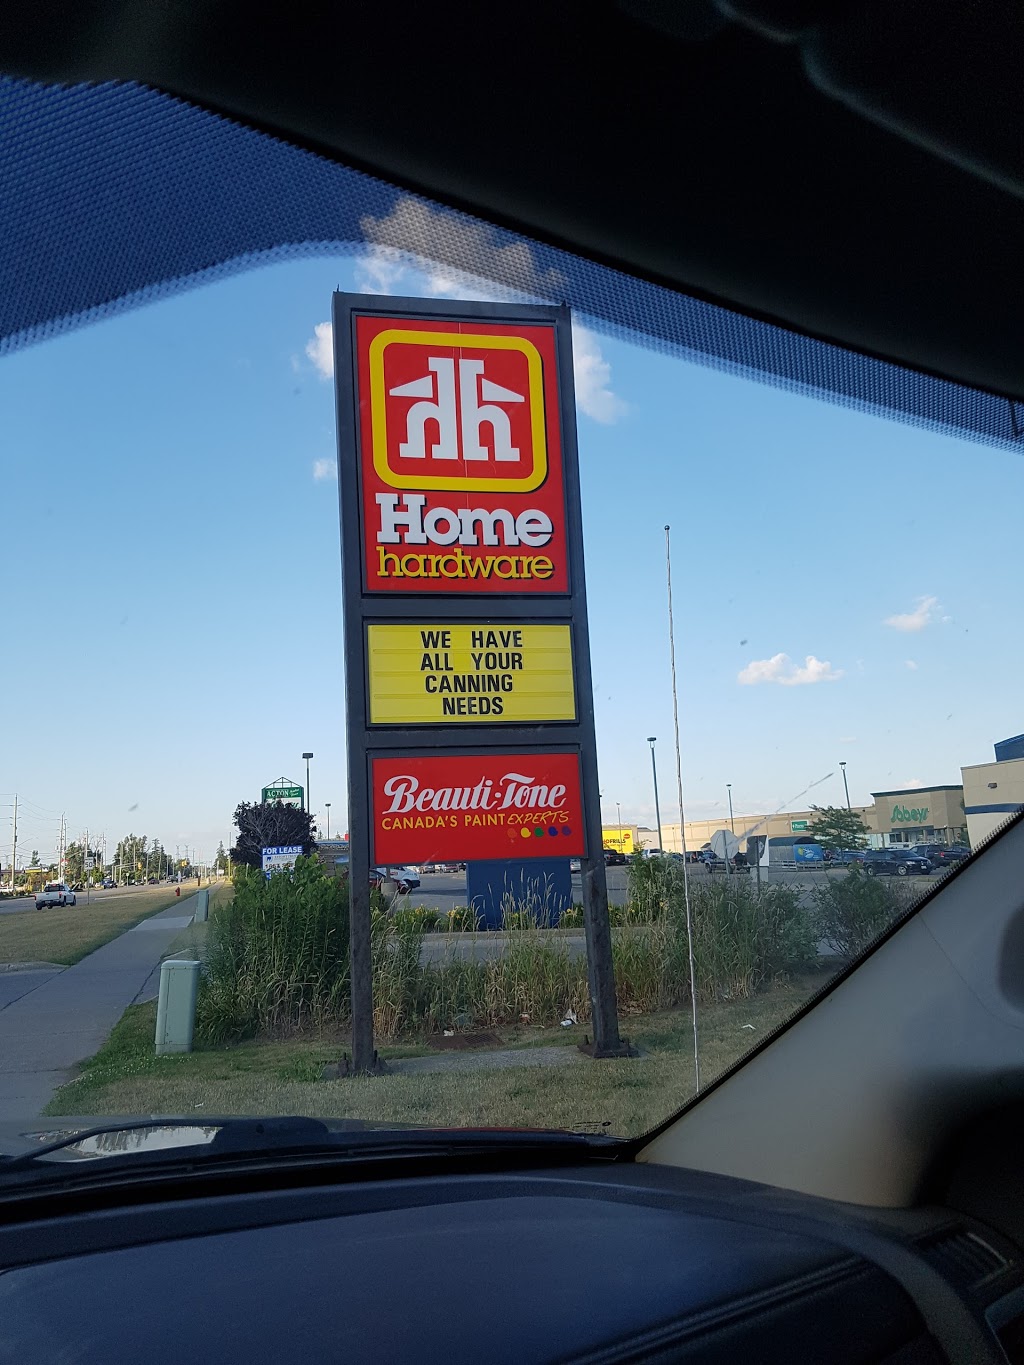 Home
hardware
WE HAVE
ALL YOUR
CANNING
NEEDS
Beauti-Tone
CANADA'S PAINT EXPERTS
ACTON
FOR LEASE
Sobeys